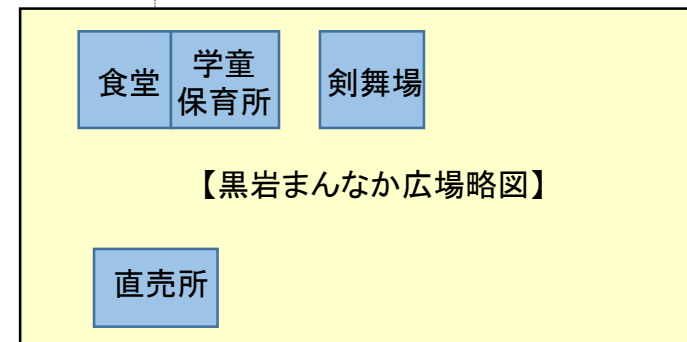 食堂
学童
保育所
剣舞場
【黒岩まんなか広場略図】
直売所